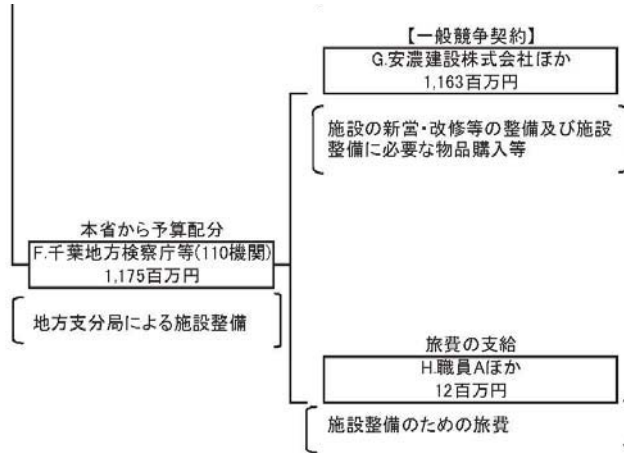 【一般競争契約】
G.安濃建設株式会社ほか
1,163百万円
施設の新営・改修等の整備及び施設
整備に必要な物品購入等
本省から予算配分
F.千葉地方検察庁等(110機関)
1,175百万円
地方支分局による施設整備
旅費の支給
H.職員Aほか
12百万円
施設整備のための旅費